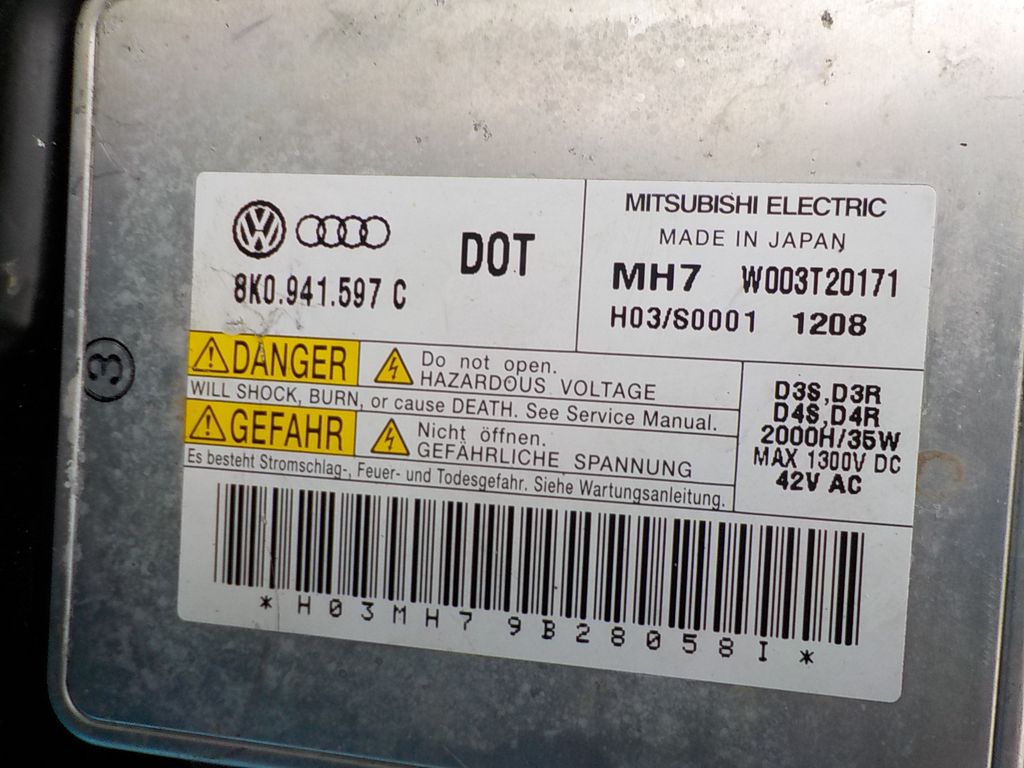 8K0.941.597 C
DOT
MITSUBISHI ELECTRIC
MADE IN JAPAN
MH7 W003T20171
H03/S0001 1208
DANGER
Do not open.
HAZARDOUS VOLTAGE
WILL SHOCK, BURN, or cause DEATH. See Service Manual.
GEFAHR
Nicht öffnen.
GEFÄHRLICHE SPANNUNG
Es besteht Stromschlag-, Feuer- und Todesgefahr. Siehe Wartungsanleitung.
D3S,D3R
D4S,D4R
2000H/35W
MAX 1300V DC
42V AC
*H03MH79B28058I*
3